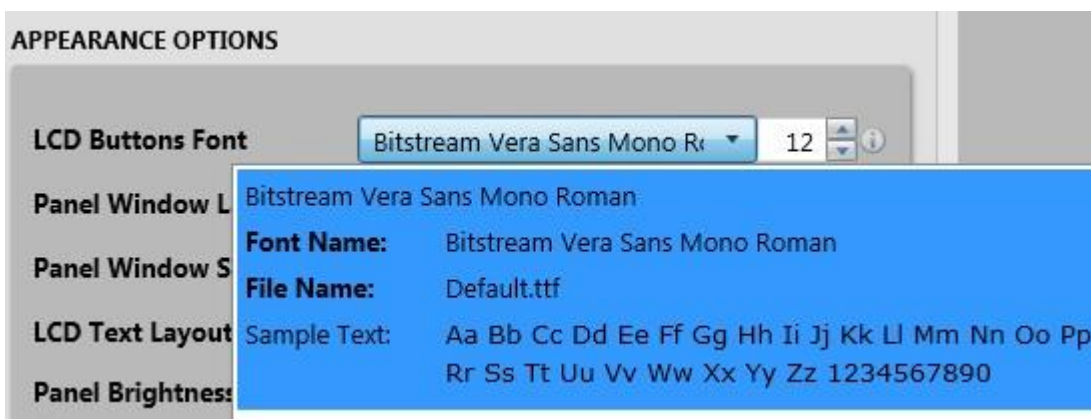 APPEARANCE OPTIONS
LCD Buttons Font Bitstream Vera Sans Mono R 12
Panel Window L
Bitstream Vera Sans Mono Roman
Font Name: Bitstream Vera Sans Mono Roman
Panel Window S
File Name: Default.ttf
LCD Text Layout
Sample Text: Aa Bb Cc Dd Ee Ff Gg Hh Ii Jj Kk Ll Mm Nn Oo Pp
Rr Ss Tt Uu Vv Ww Xx Yy Zz 1234567890
Panel Brightness